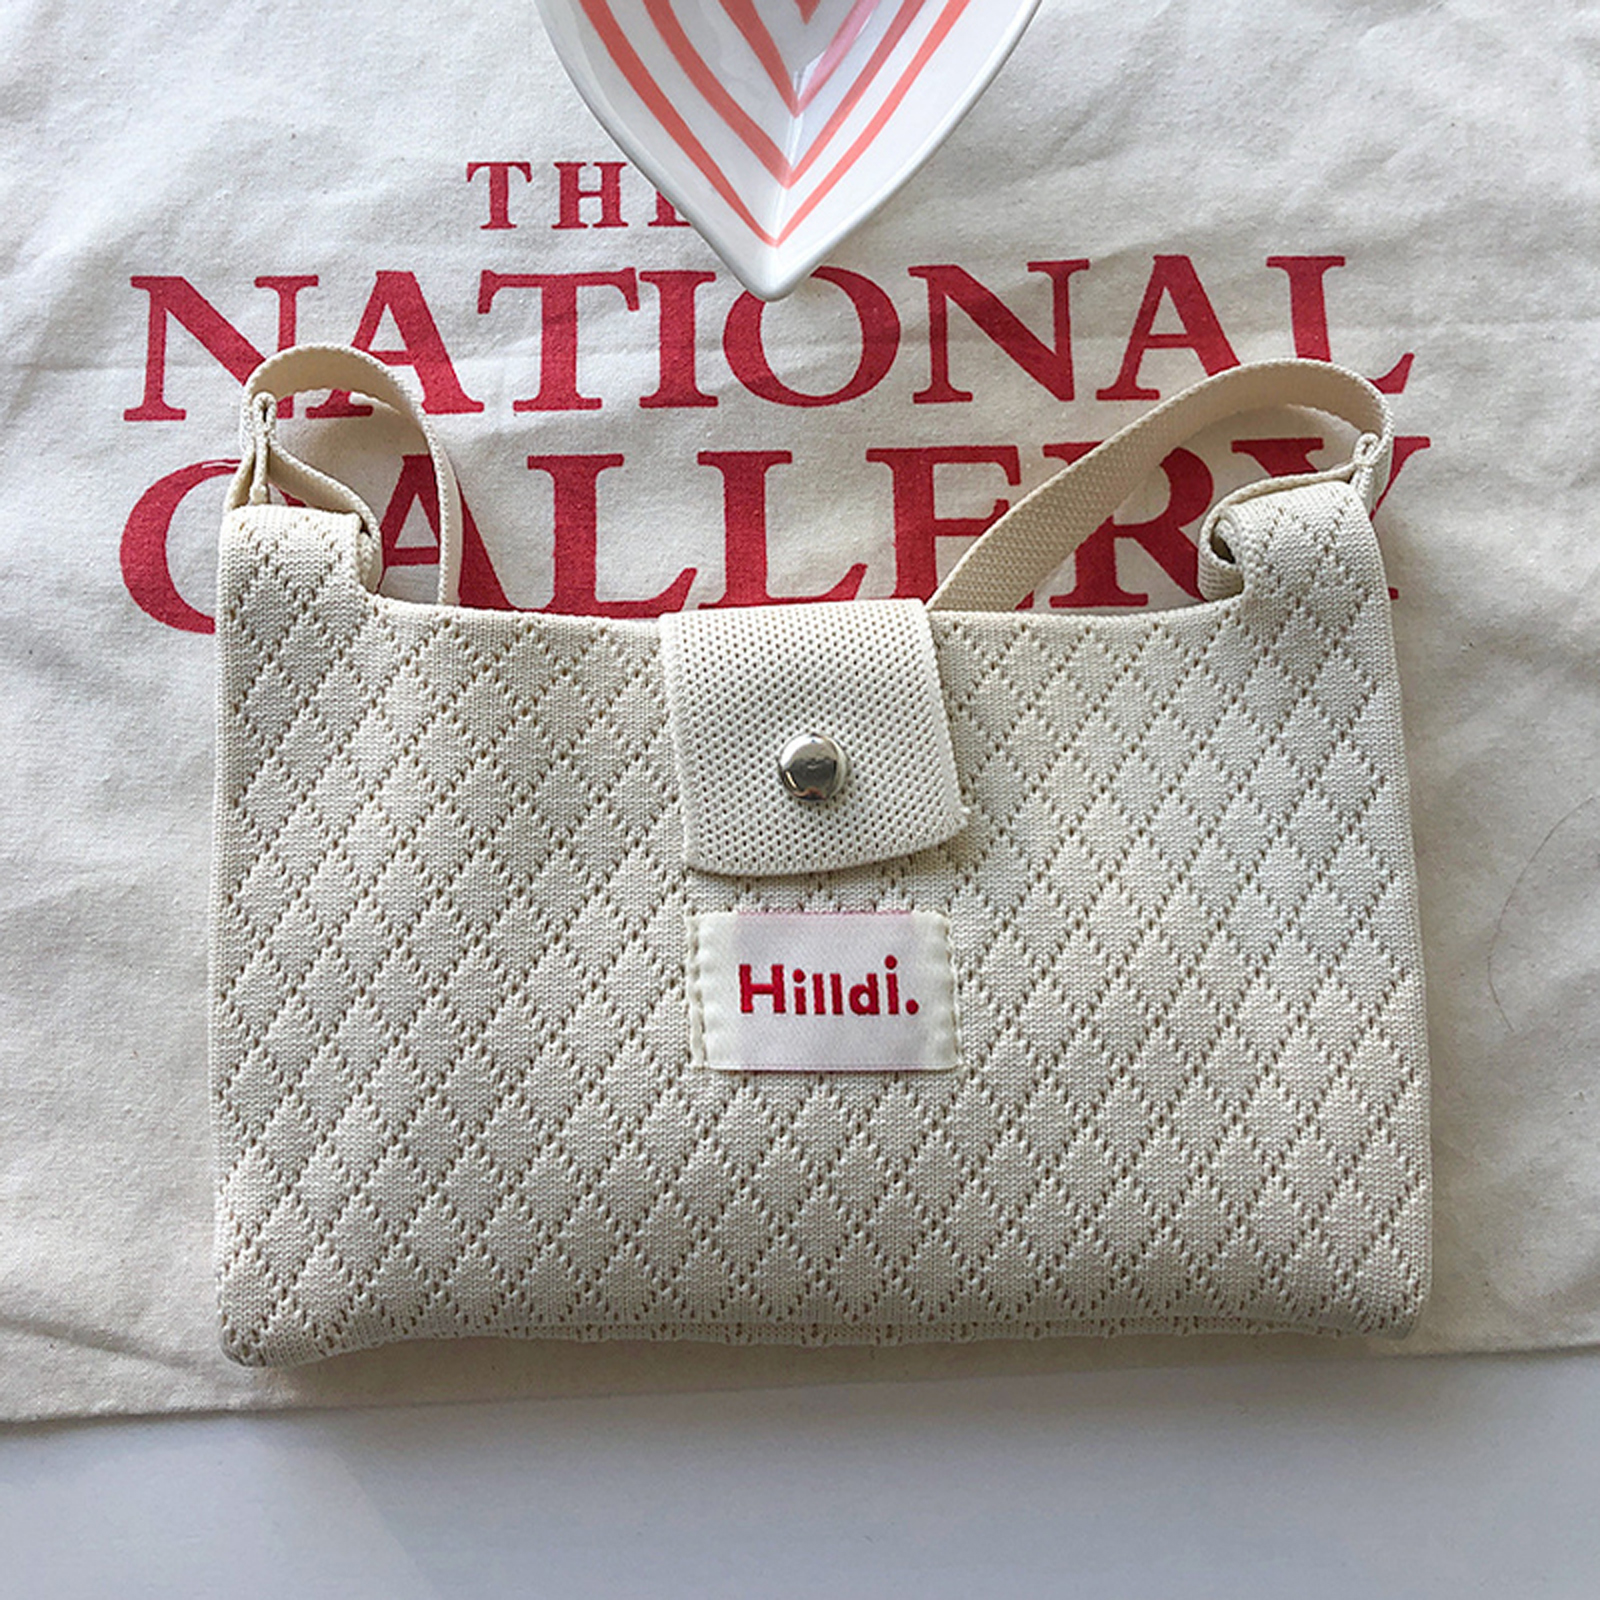 THE
NATIONAL
GALLERY
Hilldi.